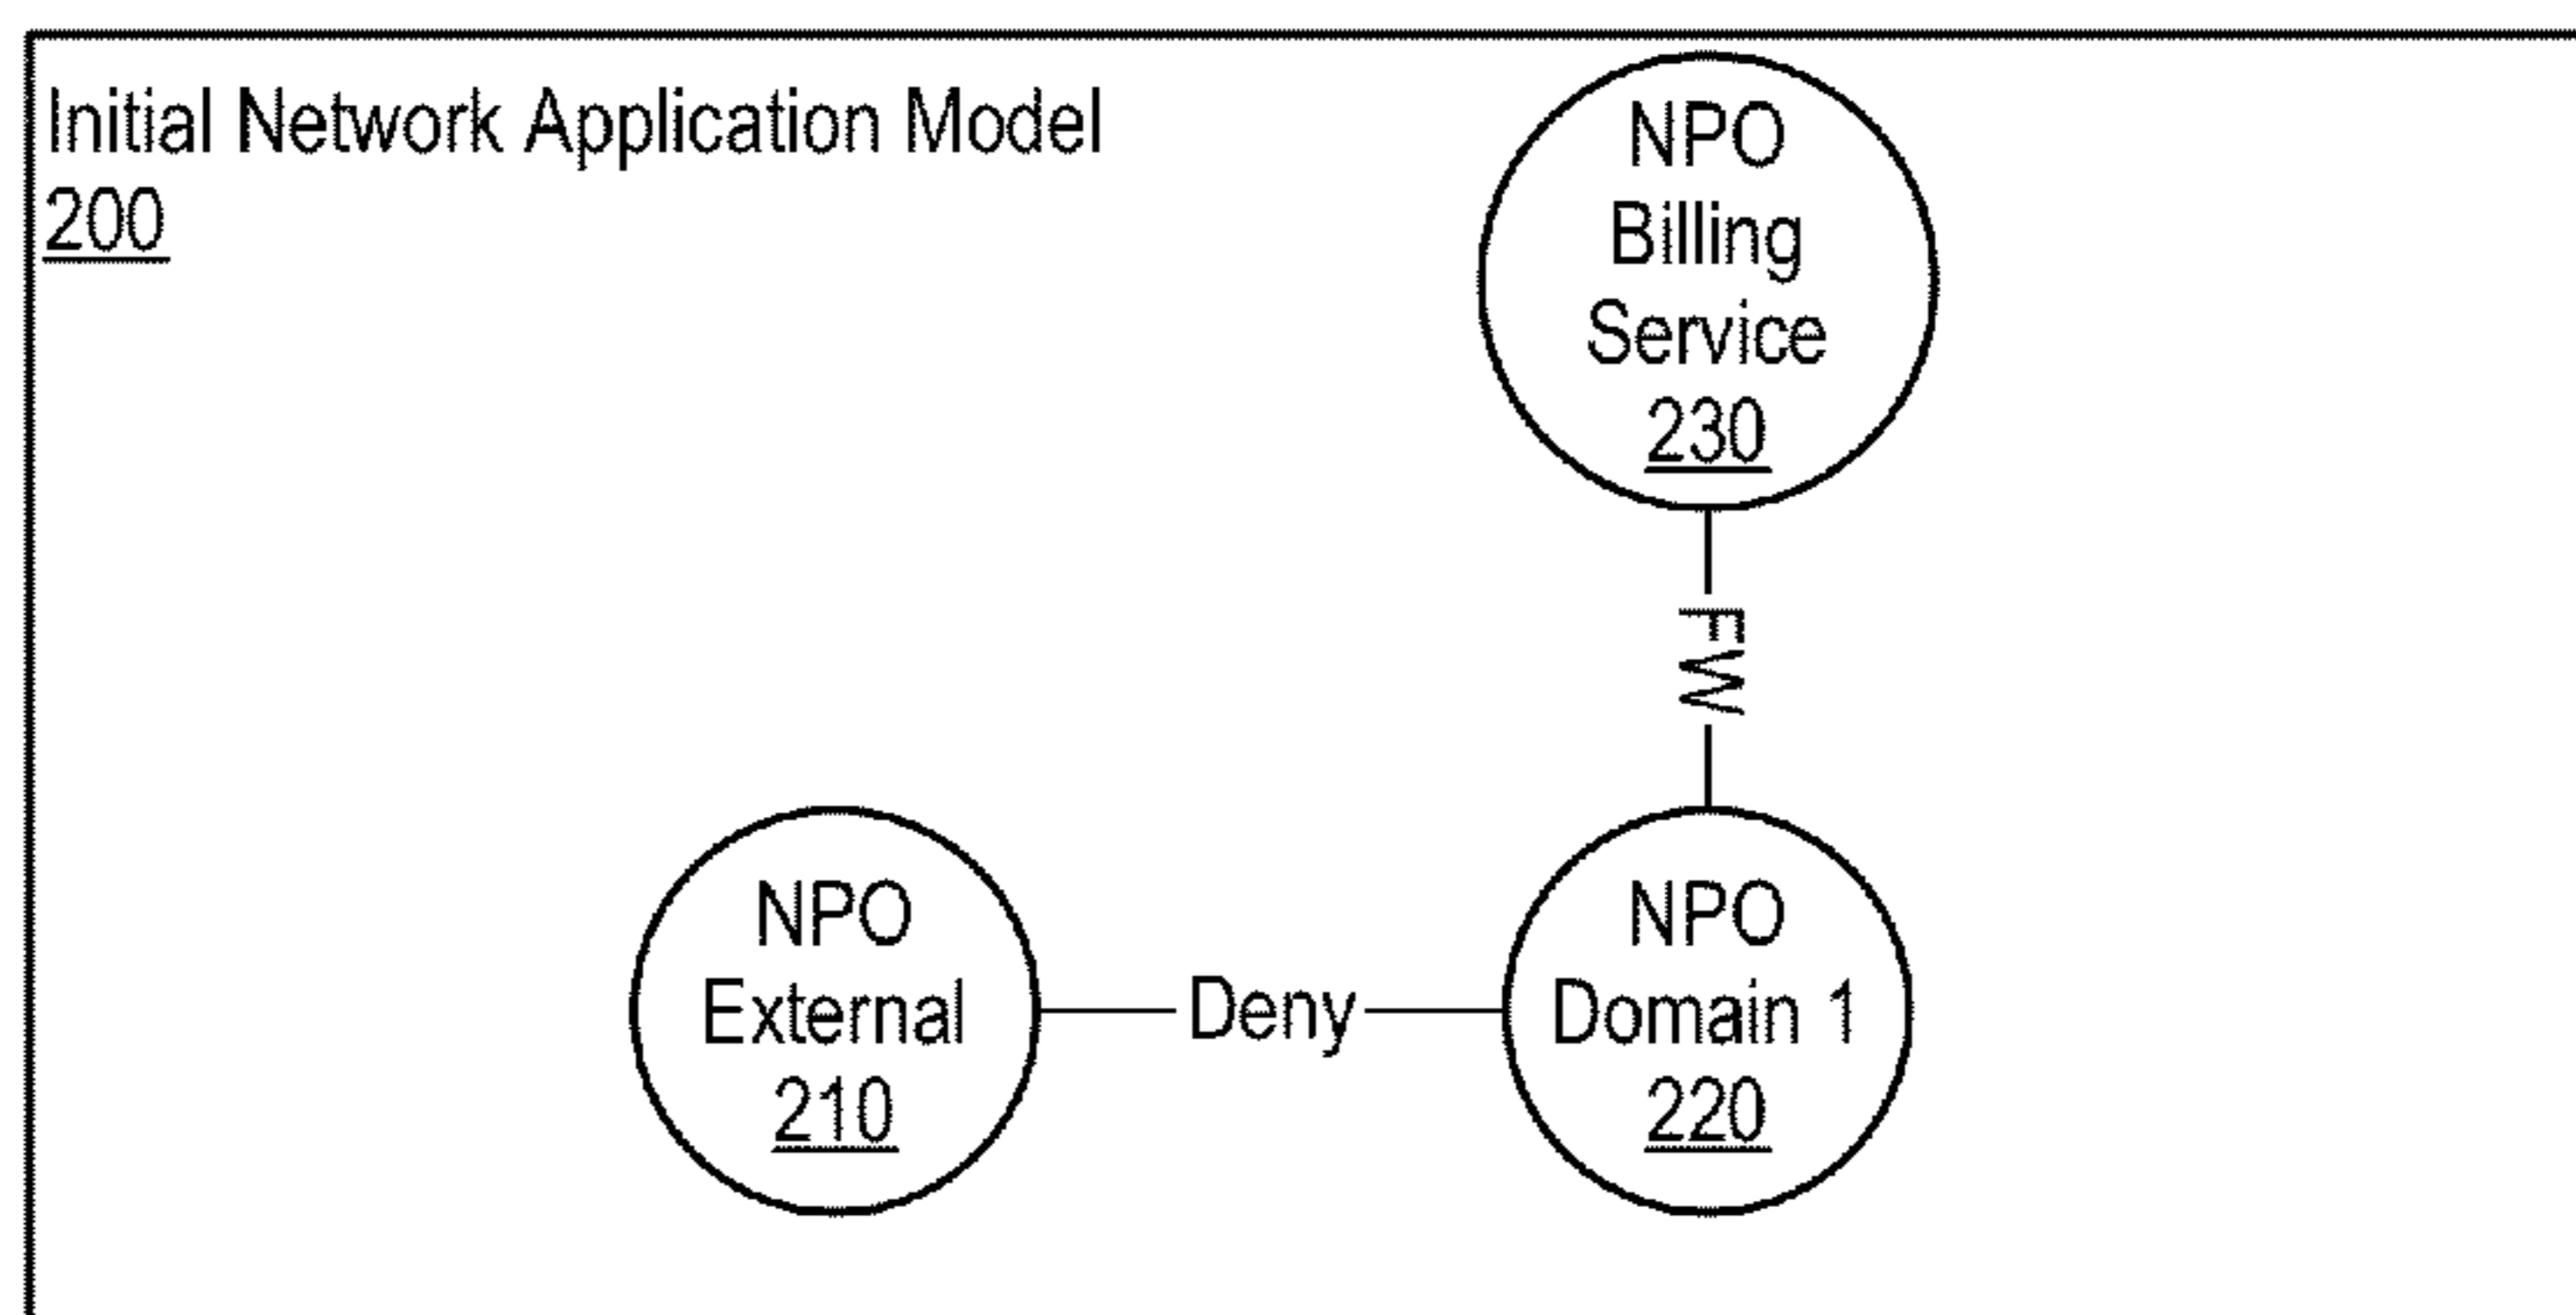 Initial Network Application Model
200
NPO
Billing
Service
230
FW
NPO
External
210
Deny
NPO
Domain 1
220